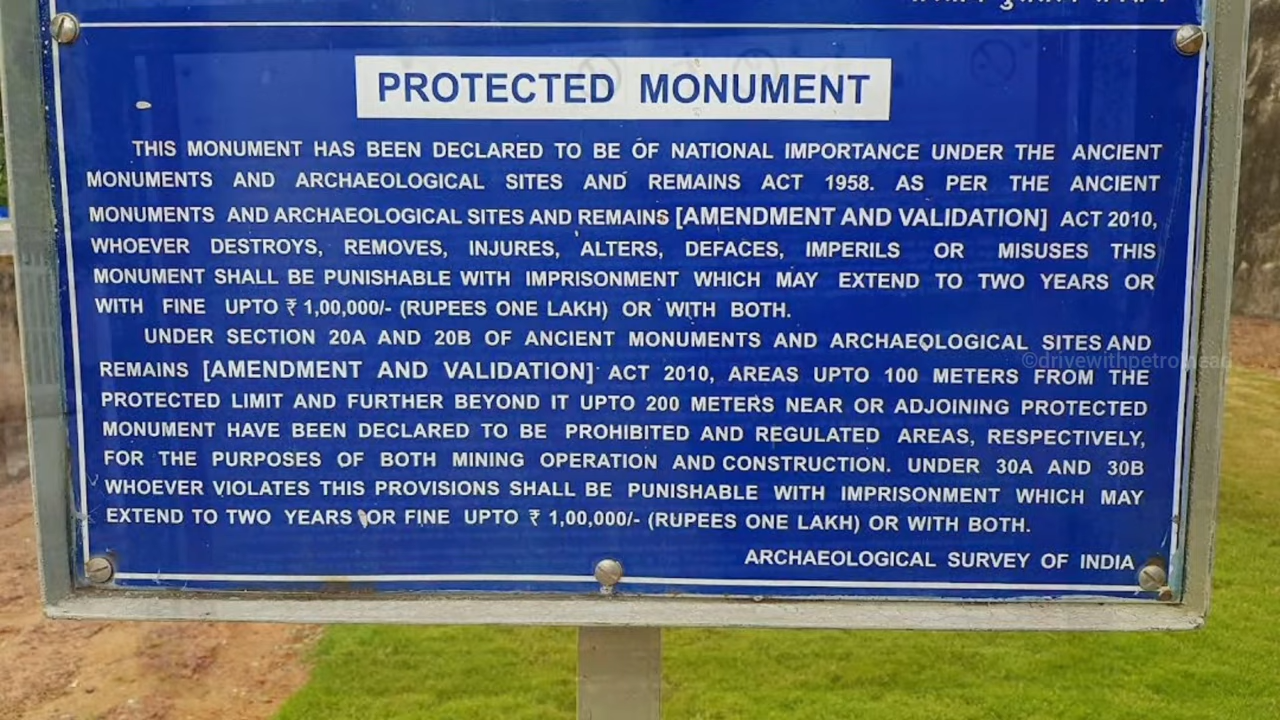 PROTECTED MONUMENT
THIS MONUMENT HAS BEEN DECLARED TO BE OF NATIONAL IMPORTANCE UNDER THE ANCIENT
MONUMENTS AND ARCHAEOLOGICAL SITES AND REMAINS ACT 1958. AS PER THE ANCIENT
MONUMENTS AND ARCHAEOLOGICAL SITES AND REMAINS [AMENDMENT AND VALIDATION] ACT 2010,
WHOEVER DESTROYS, REMOVES, INJURES, ALTERS, DEFACES, IMPERILS OR MISUSES THIS
MONUMENT SHALL BE PUNISHABLE WITH IMPRISONMENT WHICH MAY EXTEND TO TWO YEARS OR
WITH FINE UPTO ₹ 1,00,000/- (RUPEES ONE LAKH) OR WITH BOTH.
UNDER SECTION 20A AND 20B OF ANCIENT MONUMENTS AND ARCHAEOLOGICAL SITES AND
REMAINS [AMENDMENT AND VALIDATION] ACT 2010, AREAS UPTO 100 METERS FROM THE
PROTECTED LIMIT AND FURTHER BEYOND IT UPTO 200 METERS NEAR OR ADJOINING PROTECTED
MONUMENT HAVE BEEN DECLARED TO BE PROHIBITED AND REGULATED AREAS, RESPECTIVELY,
FOR THE PURPOSES OF BOTH MINING OPERATION AND CONSTRUCTION. UNDER 30A AND 30B
WHOEVER VIOLATES THIS PROVISIONS SHALL BE PUNISHABLE WITH IMPRISONMENT WHICH MAY
EXTEND TO TWO YEARS OR FINE UPTO ₹ 1,00,000/- (RUPEES ONE LAKH) OR WITH BOTH.
ARCHAEOLOGICAL SURVEY OF INDIA
©drivewithpetrolhead